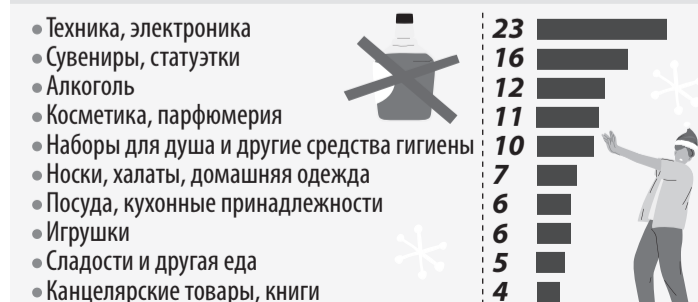 • Техника, электроника 23
• Сувениры, статуэтки 16
• Алкоголь 12
• Косметика, парфюмерия 11
• Наборы для душа и другие средства гигиены 10
• Носки, халаты, домашняя одежда 7
• Посуда, кухонные принадлежности 6
• Игрушки 6
• Сладости и другая еда 5
• Канцелярские товары, книги 4